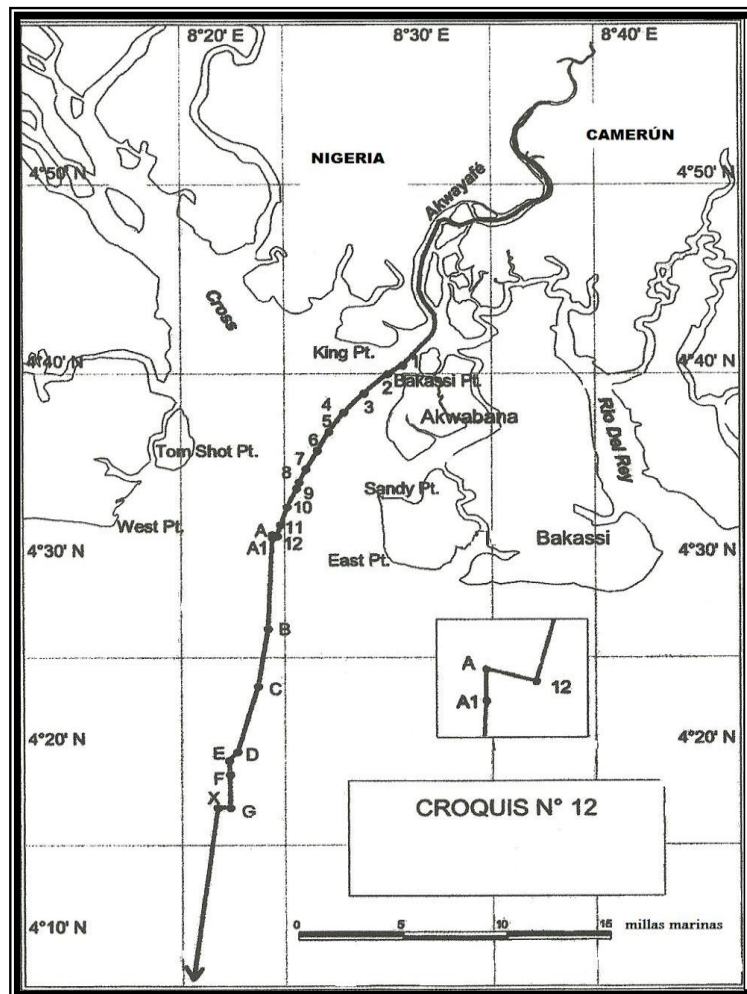 8°20' E 8°30' E 8°40' E
NIGERIA
CAMERÚN
4°50' N 4°50' N
Akwayafé
Cross
King Pt.
4°40' N 4°40' N
1
2
Bakassi Pt.
3
4
Akwabana
5
6
Tom Shot Pt.
7
Rio Del Rey
8
9
Sandy Pt.
10
West Pt.
11
A
12
A1
4°30' N 4°30' N
East Pt.
Bakassi
B
A
12
A1
C
4°20' N 4°20' N
D
E
F
X
G
CROQUIS N° 12
4°10' N
0 5 10 15 millas marinas